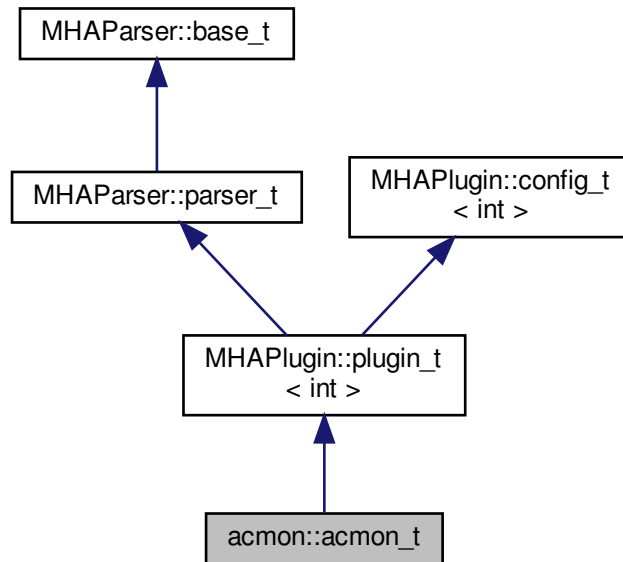 MHAParser::base_t
MHAParser::parser_t
MHAPlugin::config_t
< int >
MHAPlugin::plugin_t
< int >
acmon::acmon_t